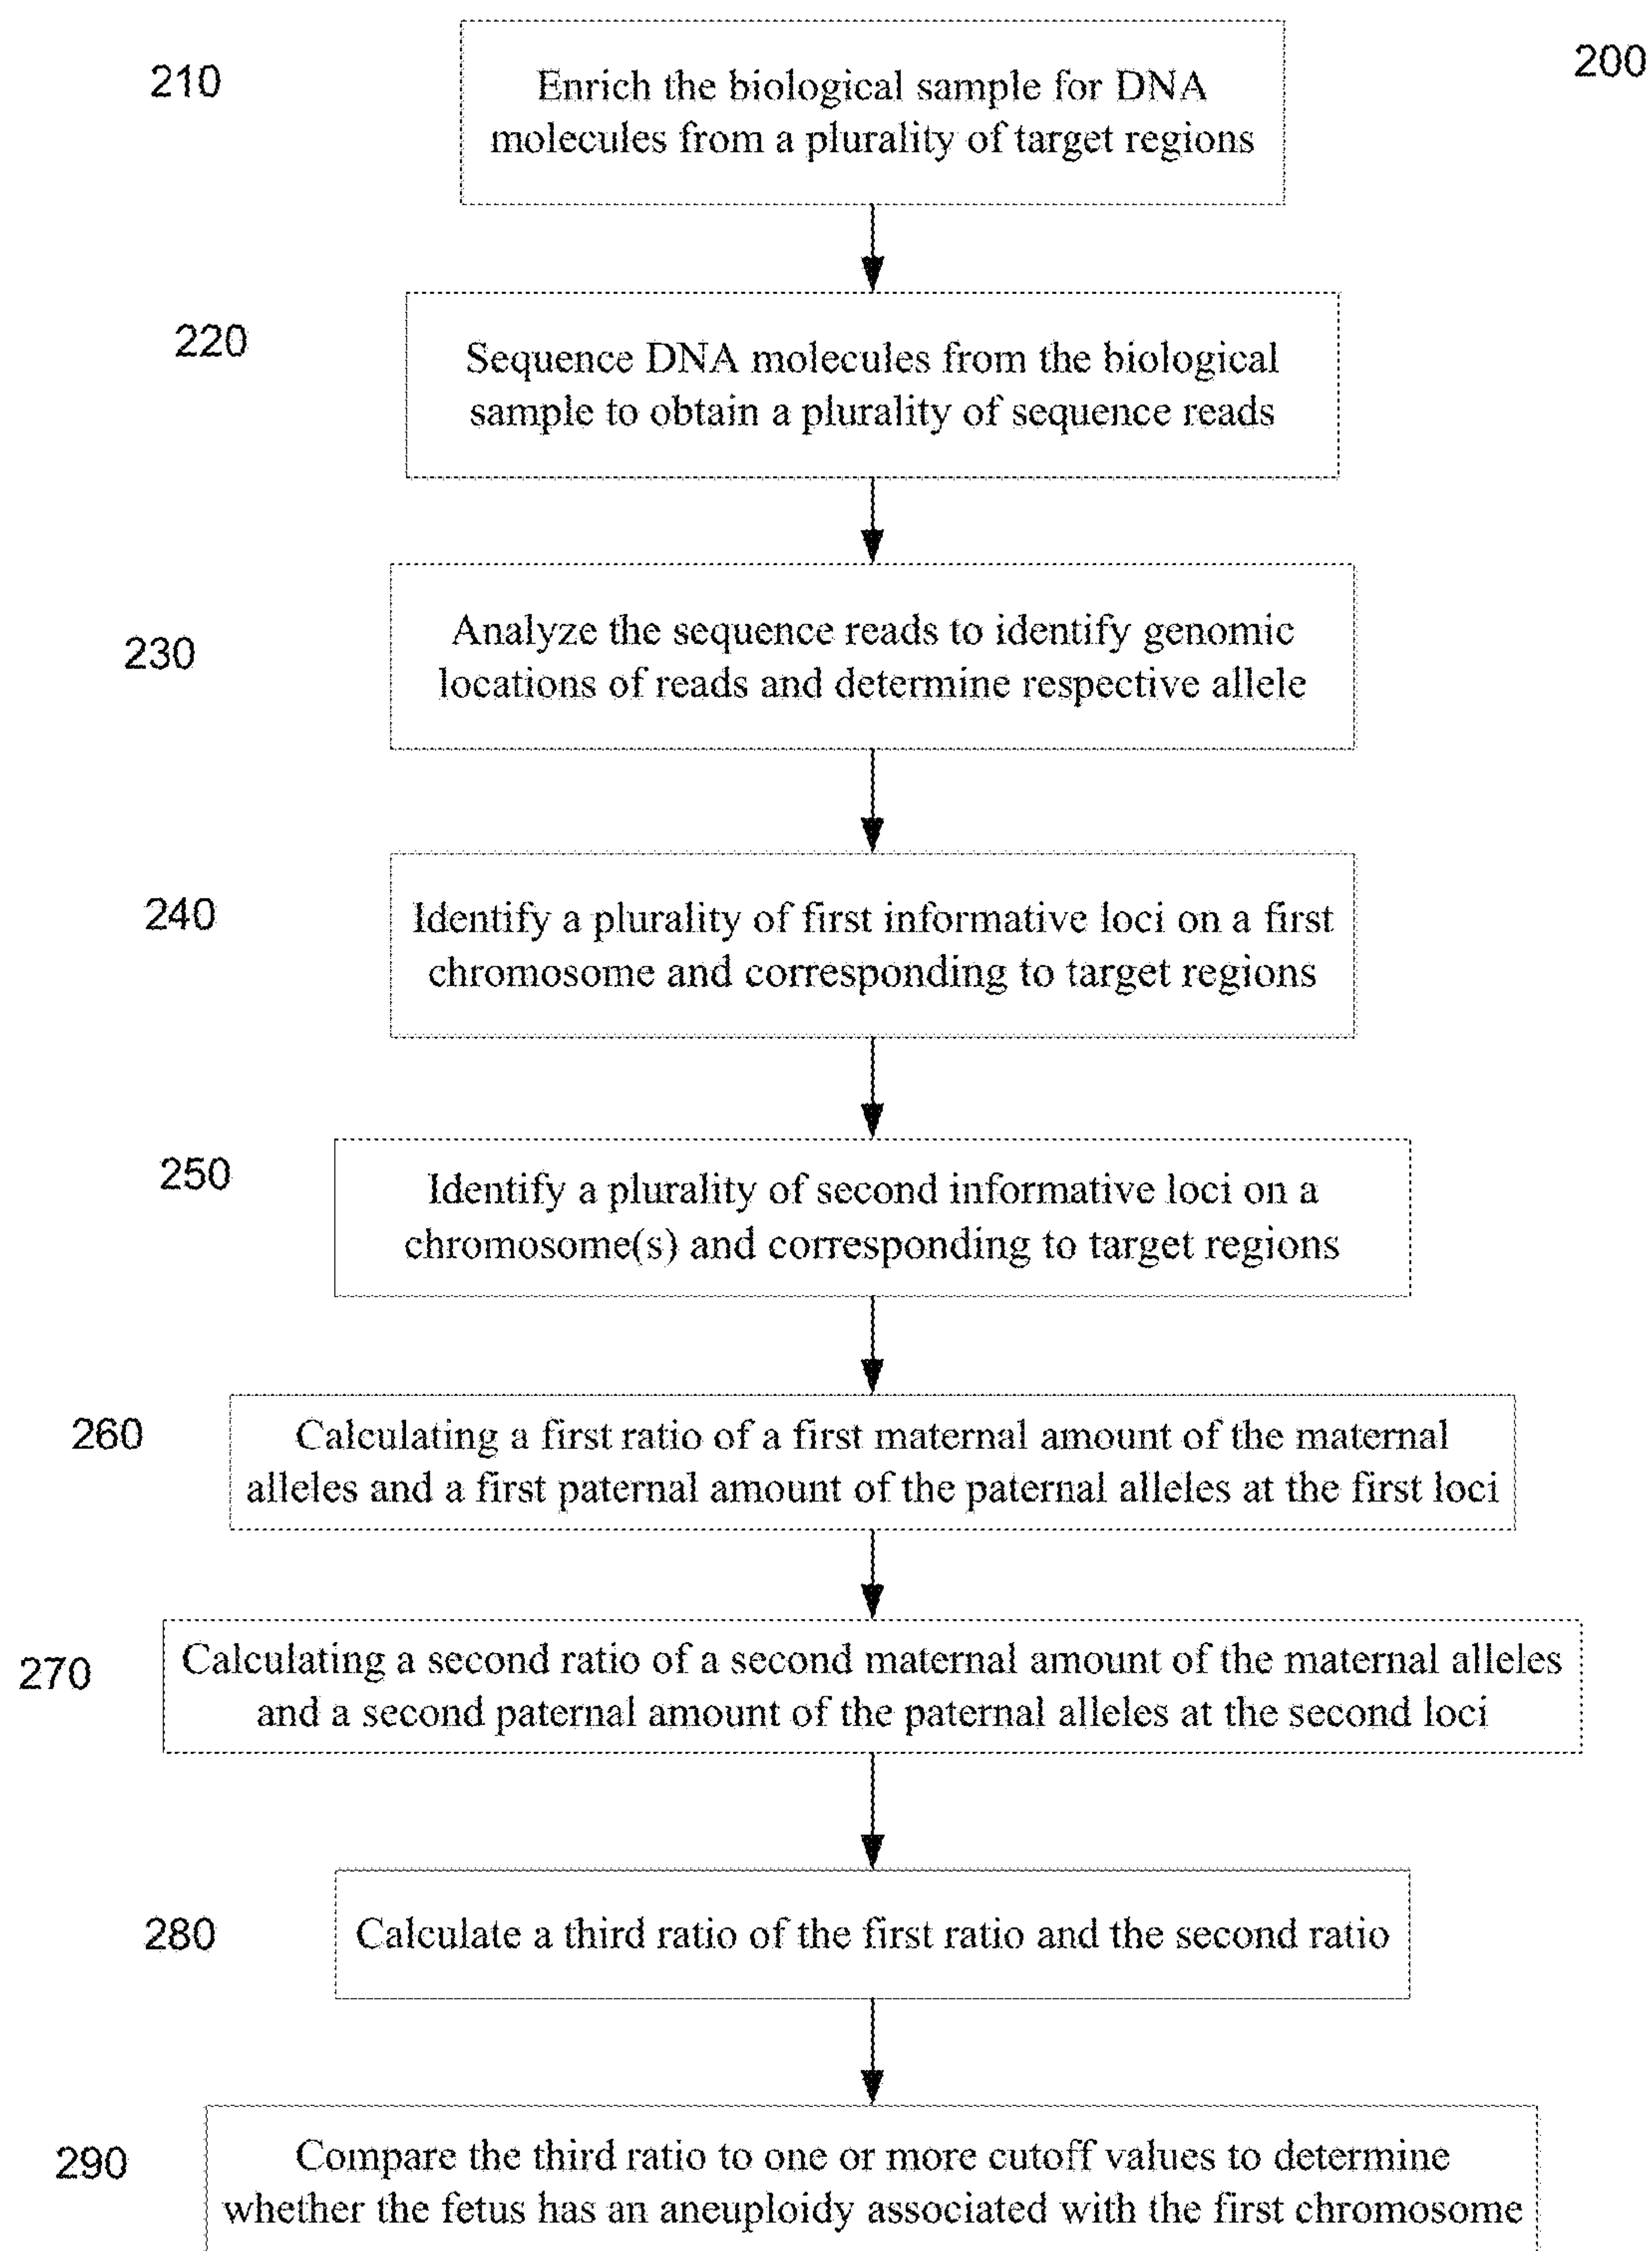 200
210
Enrich the biological sample for DNA
molecules from a plurality of target regions
220
Sequence DNA molecules from the biological
sample to obtain a plurality of sequence reads
230
Analyze the sequence reads to identify genomic
locations of reads and determine respective allele
240
Identify a plurality of first informative loci on a first
chromosome and corresponding to target regions
250
Identify a plurality of second informative loci on a
chromosome(s) and corresponding to target regions
260
Calculating a first ratio of a first maternal amount of the maternal
alleles and a first paternal amount of the paternal alleles at the first loci
270
Calculating a second ratio of a second maternal amount of the maternal alleles
and a second paternal amount of the paternal alleles at the second loci
280
Calculate a third ratio of the first ratio and the second ratio
290
Compare the third ratio to one or more cutoff values to determine
whether the fetus has an aneuploidy associated with the first chromosome